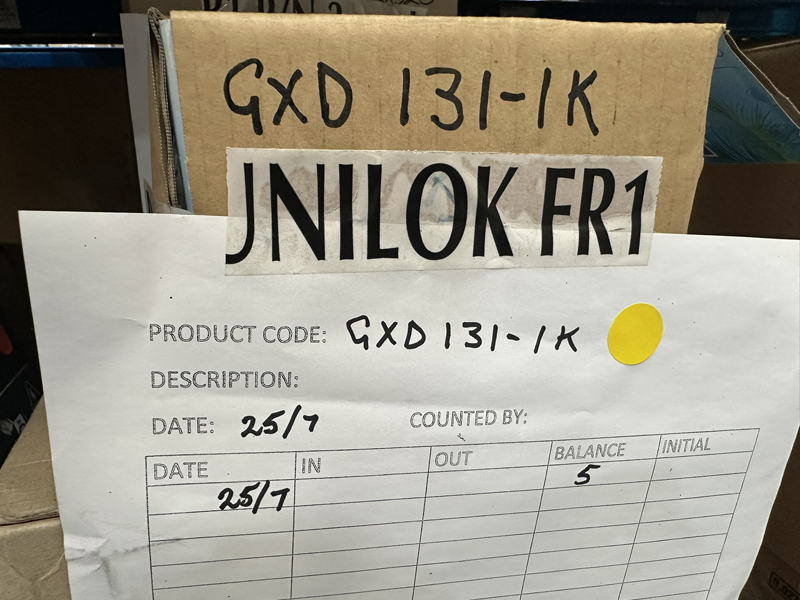 GXD 131-1K
JNILOK FR1
PRODUCT CODE: GXD 131-1K
DESCRIPTION:
DATE: 25/7 COUNTED BY:
DATE IN OUT BALANCE INITIAL
25/7 5